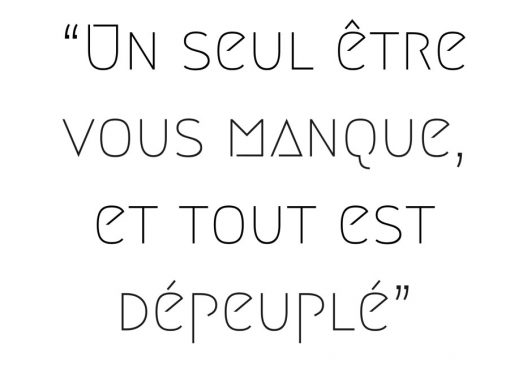 “Un seul être
vous manque,
et tout est
dépeuplé”